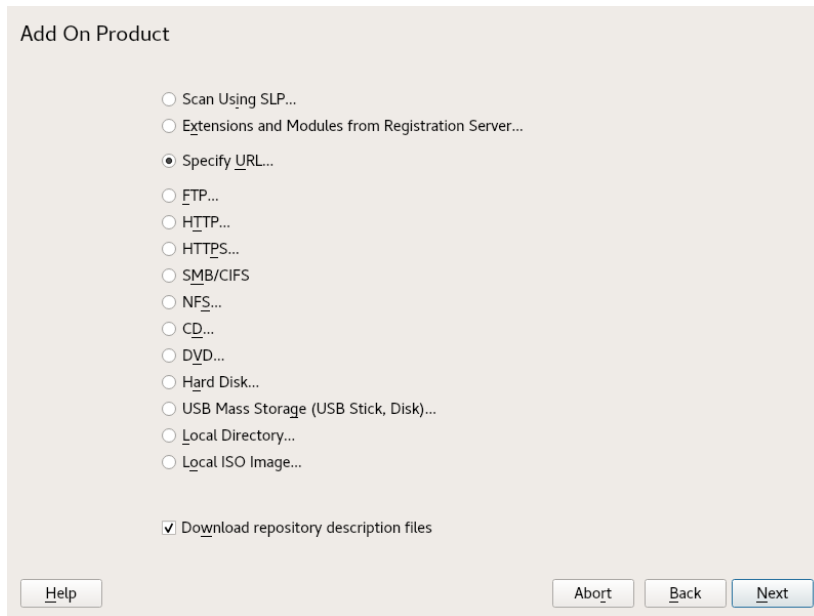 Add On Product
Scan Using SLP...
Extensions and Modules from Registration Server...
Specify URL...
FTP...
HTTP...
HTTPS...
SMB/CIFS
NFS...
CD...
DVD...
Hard Disk...
USB Mass Storage (USB Stick, Disk)...
Local Directory...
Local ISO Image...
Download repository description files
Help Abort Back Next